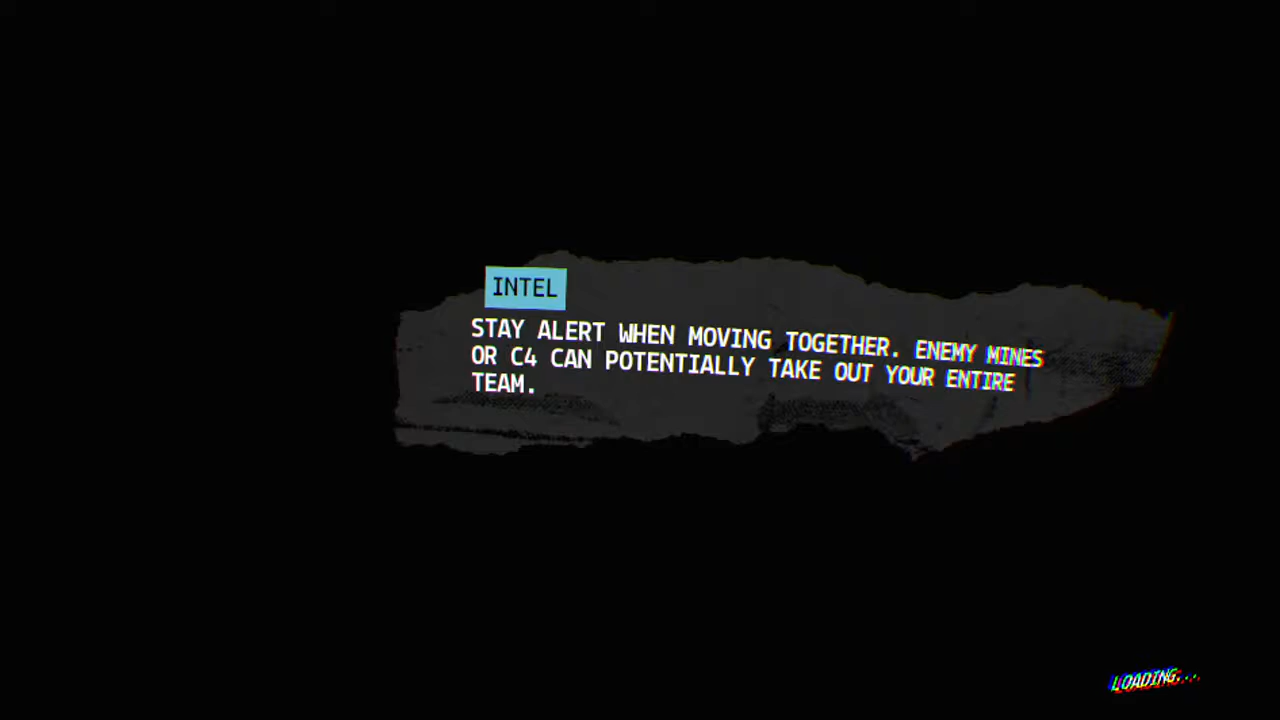 INTEL
STAY ALERT WHEN MOVING TOGETHER. ENEMY MINES
OR C4 CAN POTENTIALLY TAKE OUT YOUR ENTIRE
TEAM.
LOADING...